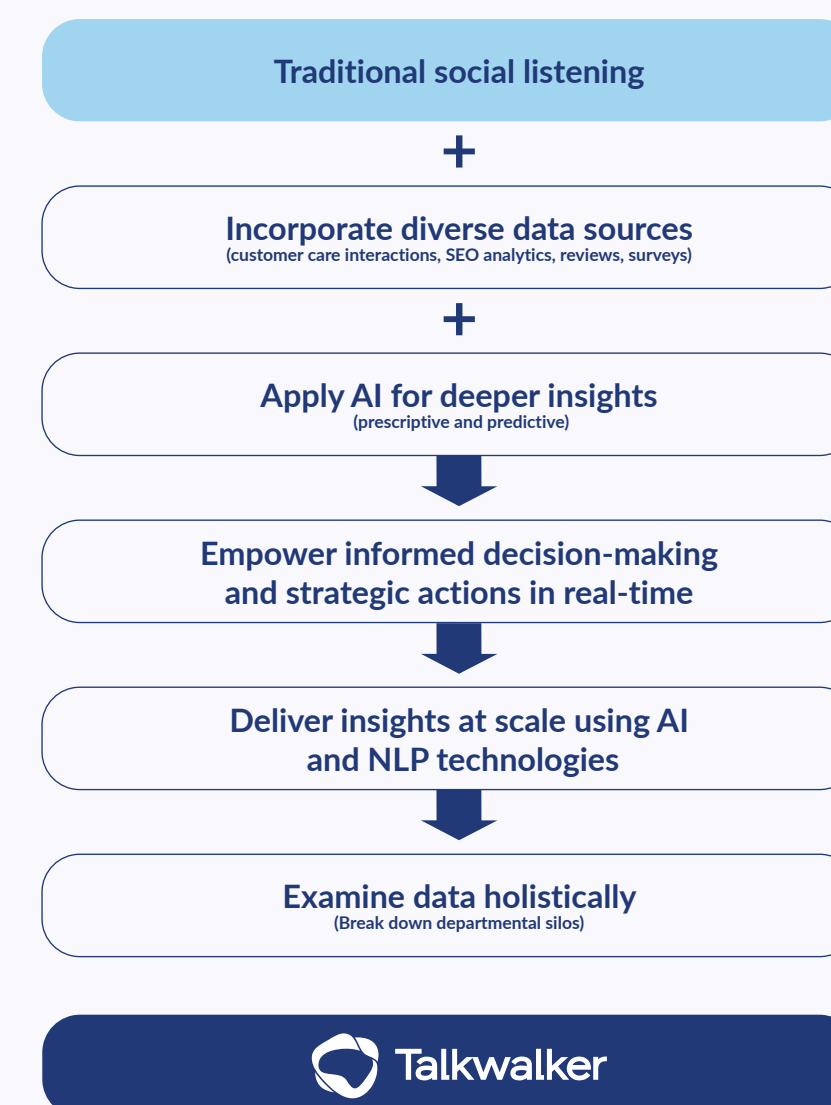 Traditional social listening
+
Incorporate diverse data sources
(customer care interactions, SEO analytics, reviews, surveys)
+
Apply AI for deeper insights
(prescriptive and predictive)
Empower informed decision-making
and strategic actions in real-time
Deliver insights at scale using AI
and NLP technologies
Examine data holistically
(Break down departmental silos)
Talkwalker